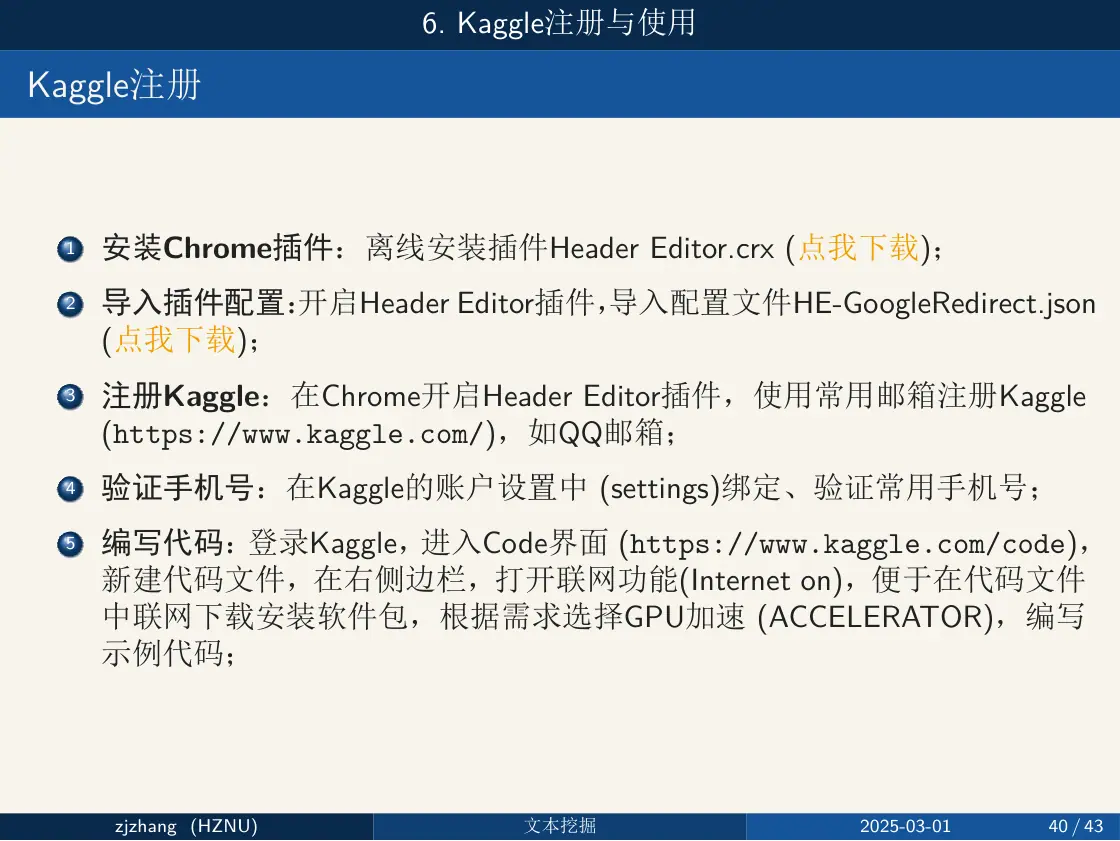 6. Kaggle注册与使用
Kaggle注册
1 安装Chrome插件：离线安装插件Header Editor.crx (点我下载)；
2 导入插件配置：开启Header Editor插件，导入配置文件HE-GoogleRedirect.json
(点我下载)；
3 注册Kaggle：在Chrome开启Header Editor插件，使用常用邮箱注册Kaggle
(https://www.kaggle.com/)，如QQ邮箱；
4 验证手机号：在Kaggle的账户设置中 (settings)绑定、验证常用手机号；
5 编写代码：登录Kaggle，进入Code界面 (https://www.kaggle.com/code)，
新建代码文件，在右侧边栏，打开联网功能(Internet on)，便于在代码文件
中联网下载安装软件包，根据需求选择GPU加速 (ACCELERATOR)，编写
示例代码；
zjzhang (HZNU) 文本挖掘 2025-03-01 40 / 43